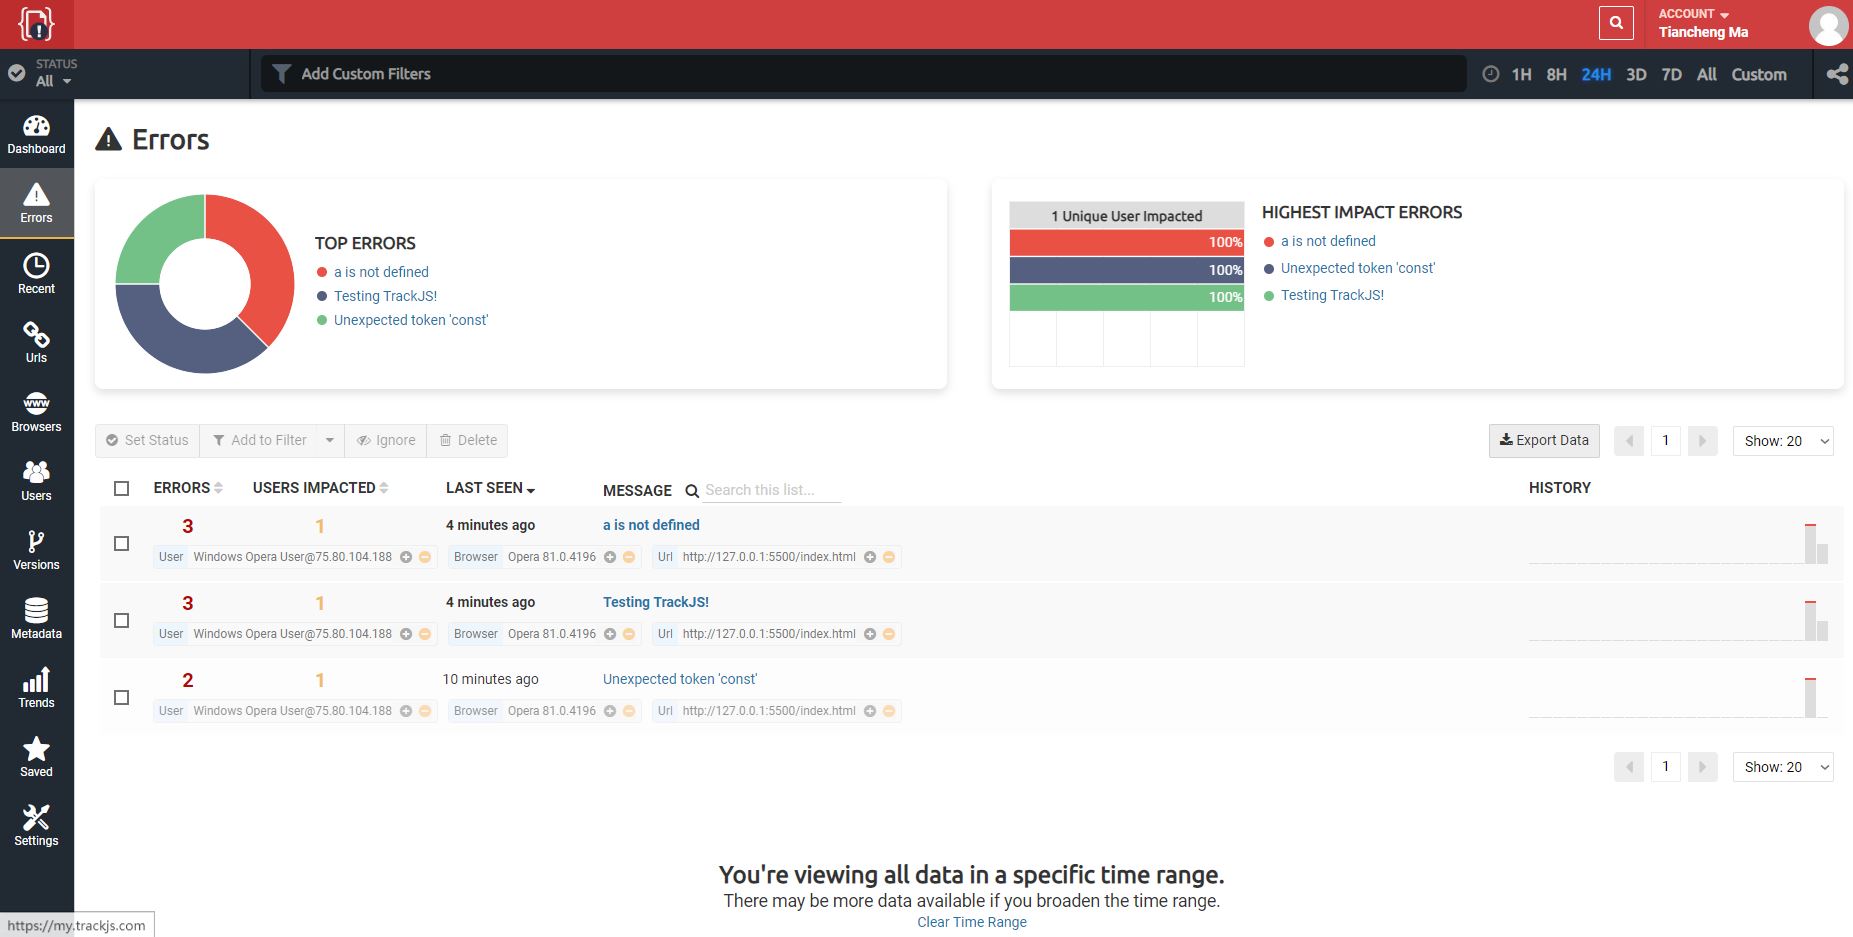 ACCOUNT
Tiancheng Ma
STATUS
All
Add Custom Filters
1H 8H 24H 3D 7D All Custom
Dashboard
Errors
Recent
Urls
WWW
Browsers
Users
Versions
Metadata
Trends
Saved
Settings
Errors
TOP ERRORS
a is not defined
Testing TrackJS!
Unexpected token 'const'
1 Unique User Impacted
100%
100%
100%
HIGHEST IMPACT ERRORS
a is not defined
Unexpected token 'const'
Testing TrackJS!
Set Status Add to Filter Ignore Delete
Export Data 1 Show: 20
ERRORS USERS IMPACTED LAST SEEN MESSAGE Search this list... HISTORY
3 1 4 minutes ago a is not defined
User Windows Opera User@75.80.104.188 Browser Opera 81.0.4196 Url http://127.0.0.1:5500/index.html
3 1 4 minutes ago Testing TrackJS!
User Windows Opera User@75.80.104.188 Browser Opera 81.0.4196 Url http://127.0.0.1:5500/index.html
2 1 10 minutes ago Unexpected token 'const'
User Windows Opera User@75.80.104.188 Browser Opera 81.0.4196 Url http://127.0.0.1:5500/index.html
1 Show: 20
You're viewing all data in a specific time range.
There may be more data available if you broaden the time range.
Clear Time Range
https://my.trackjs.com